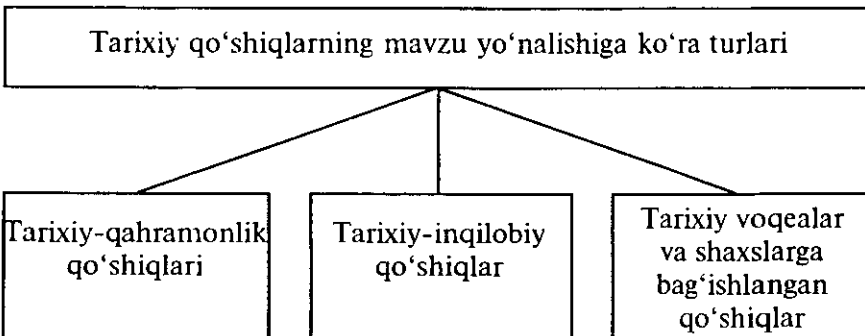 Tarixiy qo‘shiqlarning mavzu yo‘nalishiga ko‘ra turlari
Tarixiy-qahramonlik
qo‘shiqlari
Tarixiy-inqilobiy
qo‘shiqlar
Tarixiy voqealar
va shaxslarga
bag‘ishlangan
qo‘shiqlar